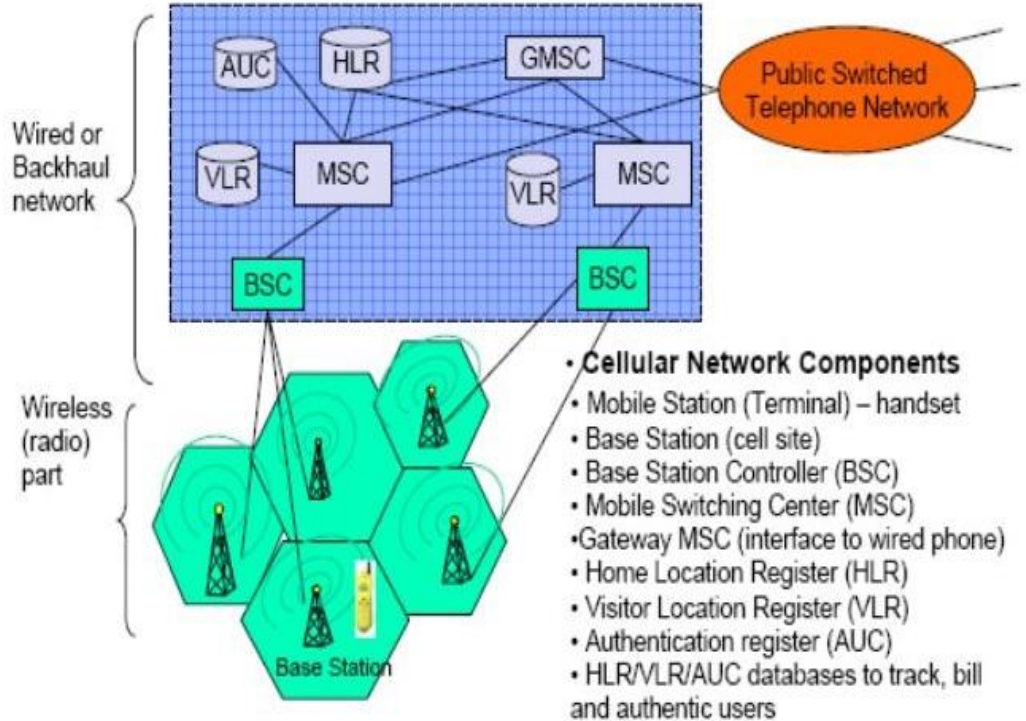 AUC
HLR
GMSC
Public Switched
Telephone Network
Wired or
Backhaul
network
VLR
MSC
VLR
MSC
BSC
BSC
Wireless
(radio)
part
Base Station
• Cellular Network Components
• Mobile Station (Terminal) – handset
• Base Station (cell site)
• Base Station Controller (BSC)
• Mobile Switching Center (MSC)
•Gateway MSC (interface to wired phone)
• Home Location Register (HLR)
• Visitor Location Register (VLR)
• Authentication register (AUC)
• HLR/VLR/AUC databases to track, bill
and authentic users